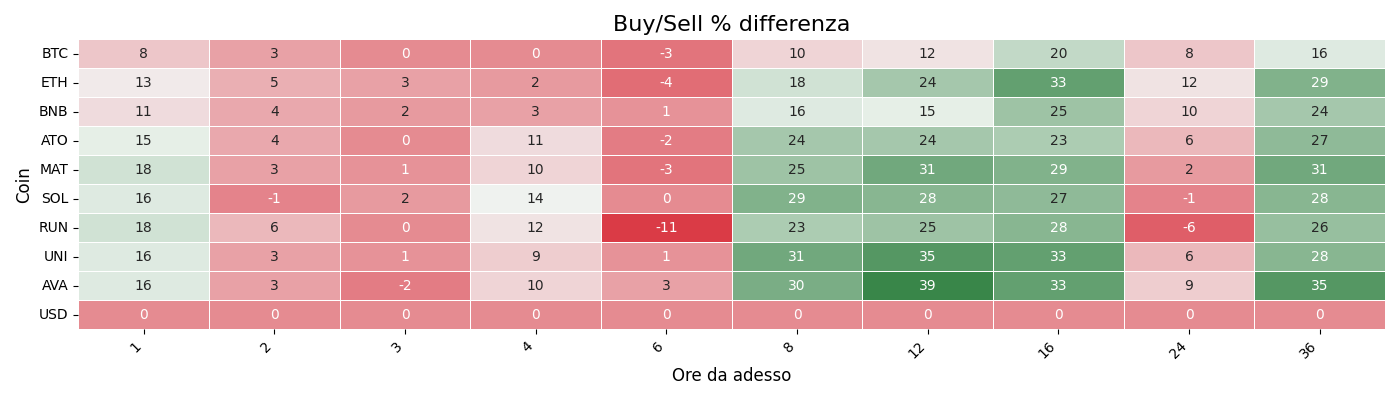 Buy/Sell % differenza
Coin
BTC 8 3 0 0 -3 10 12 20 8 16
ETH 13 5 3 2 -4 18 24 33 12 29
BNB 11 4 2 3 1 16 15 25 10 24
ATO 15 4 0 11 -2 24 24 23 6 27
MAT 18 3 1 10 -3 25 31 29 2 31
SOL 16 -1 2 14 0 29 28 27 -1 28
RUN 18 6 0 12 -11 23 25 28 -6 26
UNI 16 3 1 9 1 31 35 33 6 28
AVA 16 3 -2 10 3 30 39 33 9 35
USD 0 0 0 0 0 0 0 0 0 0
1 2 3 4 6 8 12 16 24 36
Ore da adesso